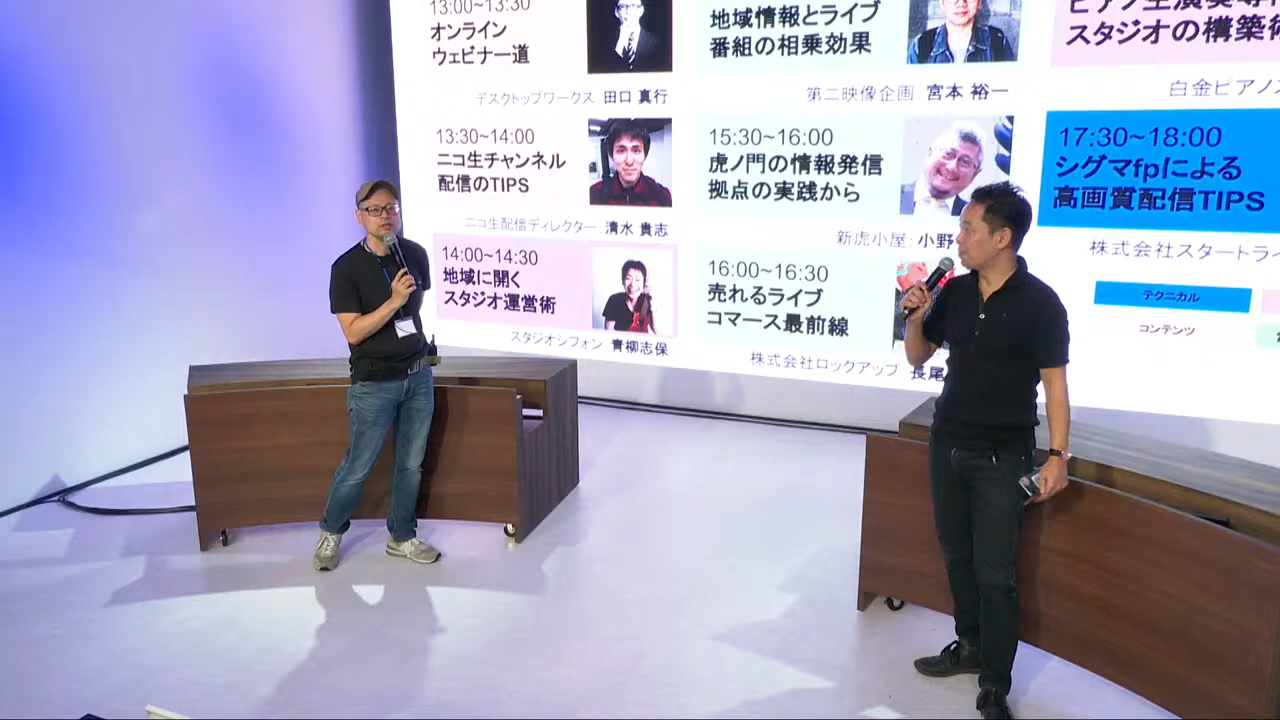 13:00~13:30
オンライン
ウェビナー道
デスクトップワークス 田口 真行
13:30~14:00
ニコ生チャンネル
配信のTIPS
ニコ生配信ディレクター 清水 貴志
14:00~14:30
地域に開く
スタジオ運営術
スタジオシフォン 青柳志保
地域情報とライブ
番組の相乗効果
第二映像企画 宮本 裕一
15:30~16:00
虎ノ門の情報発信
拠点の実践から
新虎小屋 小野
16:00~16:30
売れるライブ
コマース最前線
株式会社ロックアップ 長尾
スタジオの構築術
白金ピアノス
17:30~18:00
シグマfpによる
高画質配信TIPS
株式会社スタートライ
テクニカル
コンテンツ